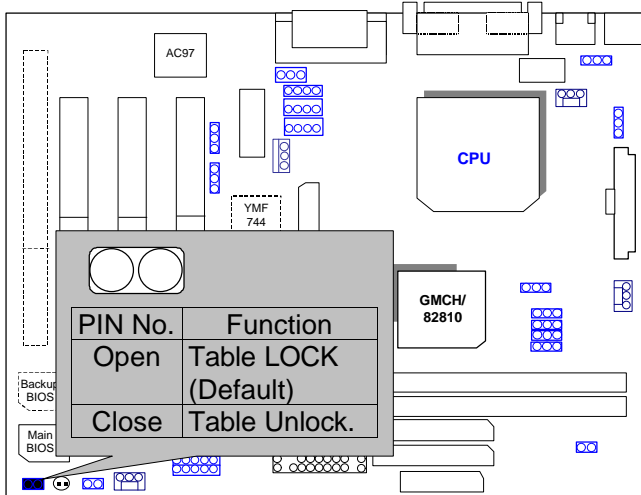 AC97
CPU
YMF
744
GMCH/
82810
PIN No. Function
Open Table LOCK
(Default)
Close Table Unlock.
Backup
BIOS
Main
BIOS